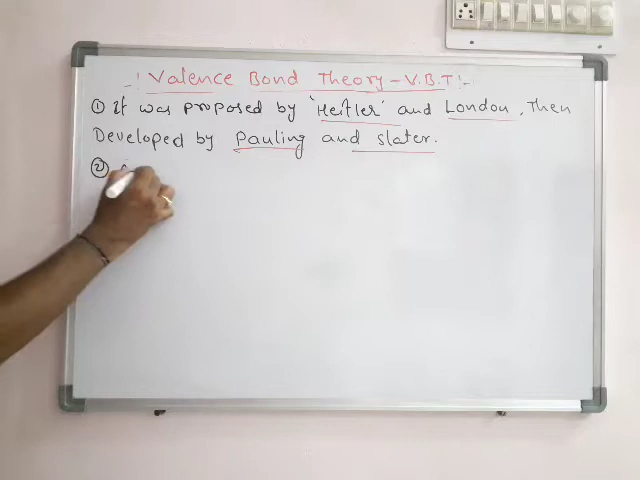 -: Valence Bond Theory - V.B.T :-
① It was proposed by 'Heitler' and London, Then
Developed by Pauling and slater.
②